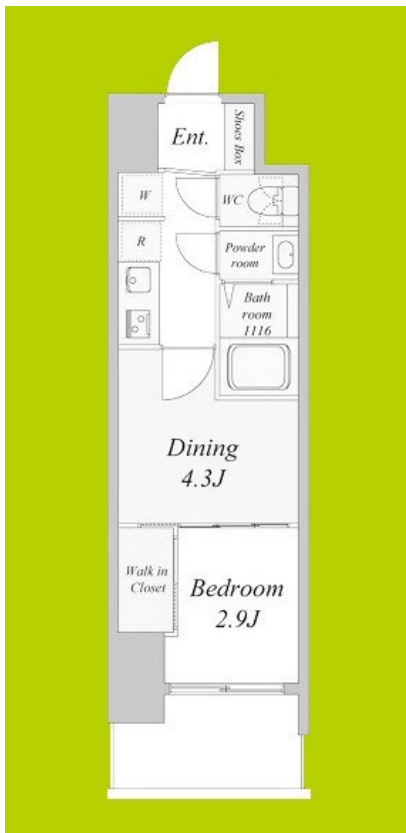 Ent.
Shoes Box
W
WC
R
Powder
room
Bath
room
1116
Dining
4.3J
Walk in
Closet
Bedroom
2.9J